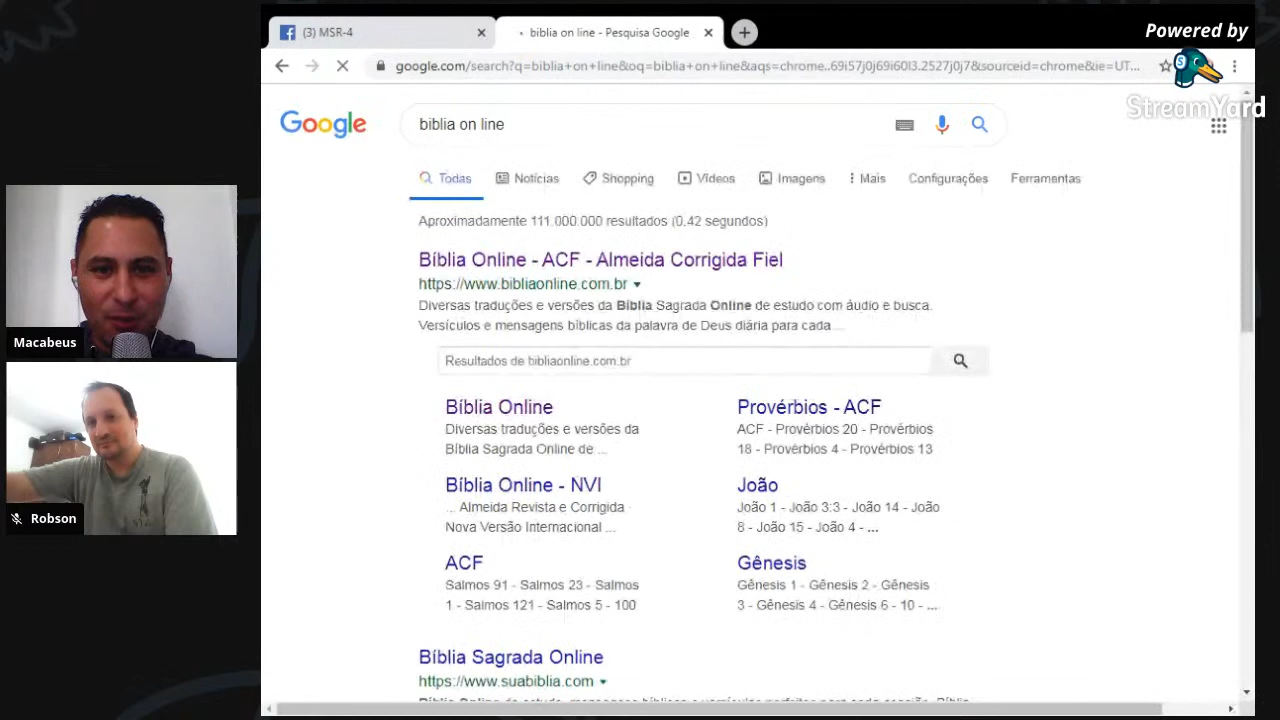 (3) MSR-4
biblia on line - Pesquisa Google
Powered by
google.com/search?q=biblia+on+line&oq=biblia+on+line&aqs=chrome..69i57j0j69i60l3.2527j0j7&sourceid=chrome&ie=UT...
StreamYard
Google
biblia on line
Todas
Notícias
Shopping
Vídeos
Imagens
Mais
Configurações
Ferramentas
Aproximadamente 111.000.000 resultados (0,42 segundos)
Bíblia Online - ACF - Almeida Corrigida Fiel
https://www.bibliaonline.com.br
Diversas traduções e versões da Bíblia Sagrada Online de estudo com áudio e busca.
Versículos e mensagens bíblicas da palavra de Deus diária para cada ...
Resultados de bibliaonline.com.br
Bíblia Online
Diversas traduções e versões da
Bíblia Sagrada Online de ...
Provérbios - ACF
ACF - Provérbios 20 - Provérbios
18 - Provérbios 4 - Provérbios 13
Bíblia Online - NVI
... Almeida Revista e Corrigida
Nova Versão Internacional ...
João
João 1 - João 3:3 - João 14 - João
8 - João 15 - João 4 - ...
ACF
Salmos 91 - Salmos 23 - Salmos
1 - Salmos 121 - Salmos 5 - 100
Gênesis
Gênesis 1 - Gênesis 2 - Gênesis
3 - Gênesis 4 - Gênesis 6 - 10 - ...
Bíblia Sagrada Online
https://www.suabiblia.com
Macabeus
Robson